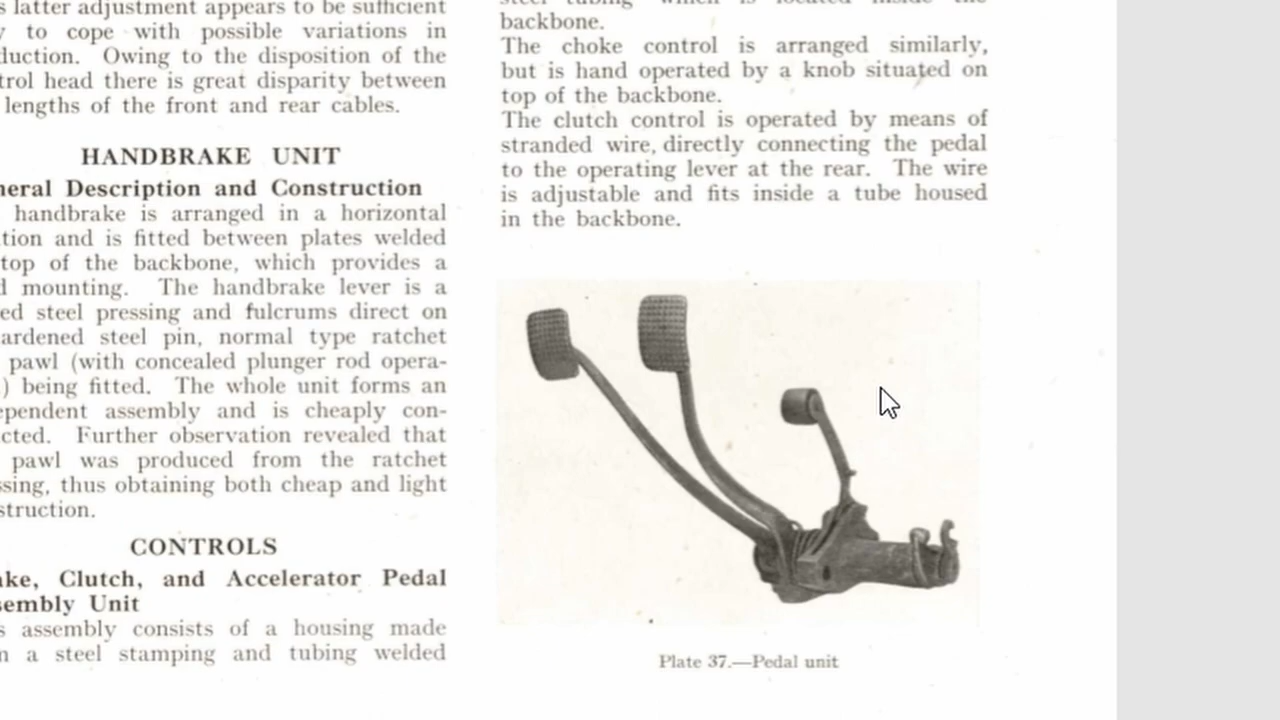 s latter adjustment appears to be sufficient
y to cope with possible variations in
duction. Owing to the disposition of the
trol head there is great disparity between
lengths of the front and rear cables.
HANDBRAKE UNIT
neral Description and Construction
handbrake is arranged in a horizontal
tion and is fitted between plates welded
top of the backbone, which provides a
d mounting. The handbrake lever is a
ed steel pressing and fulcrums direct on
ardened steel pin, normal type ratchet
pawl (with concealed plunger rod opera-
.) being fitted. The whole unit forms an
ependent assembly and is cheaply con-
cted. Further observation revealed that
pawl was produced from the ratchet
ssing, thus obtaining both cheap and light
struction.
CONTROLS
ake, Clutch, and Accelerator Pedal
sembly Unit
s assembly consists of a housing made
n a steel stamping and tubing welded
steel tubing which is located inside the
backbone.
The choke control is arranged similarly,
but is hand operated by a knob situated on
top of the backbone.
The clutch control is operated by means of
stranded wire, directly connecting the pedal
to the operating lever at the rear. The wire
is adjustable and fits inside a tube housed
in the backbone.
Plate 37.—Pedal unit